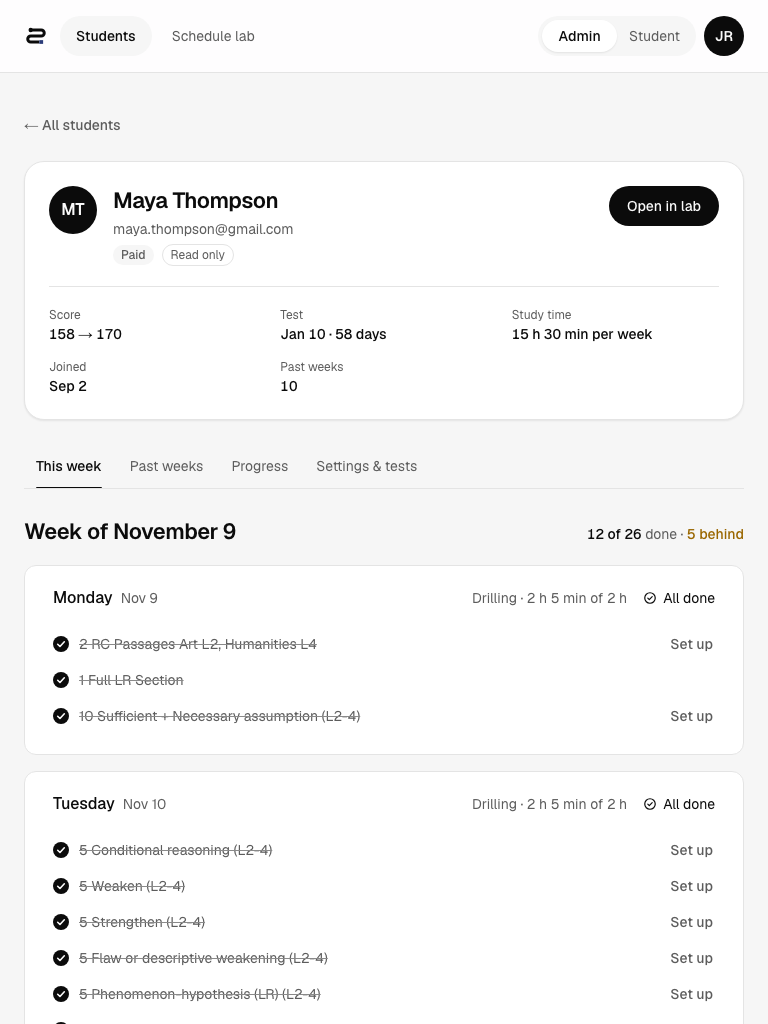 Students Schedule lab Admin Student JR
← All students
MT Maya Thompson Open in lab
maya.thompson@gmail.com
Paid Read only
Score Test Study time
158 → 170 Jan 10 · 58 days 15 h 30 min per week
Joined Past weeks
Sep 2 10
This week Past weeks Progress Settings & tests
Week of November 9 12 of 26 done · 5 behind
Monday Nov 9 Drilling · 2 h 5 min of 2 h All done
2 RC Passages Art L2, Humanities L4 Set up
1 Full LR Section
10 Sufficient + Necessary assumption (L2-4) Set up
Tuesday Nov 10 Drilling · 2 h 5 min of 2 h All done
5 Conditional reasoning (L2-4) Set up
5 Weaken (L2-4) Set up
5 Strengthen (L2-4) Set up
5 Flaw or descriptive weakening (L2-4) Set up
5 Phenomenon-hypothesis (LR) (L2-4) Set up